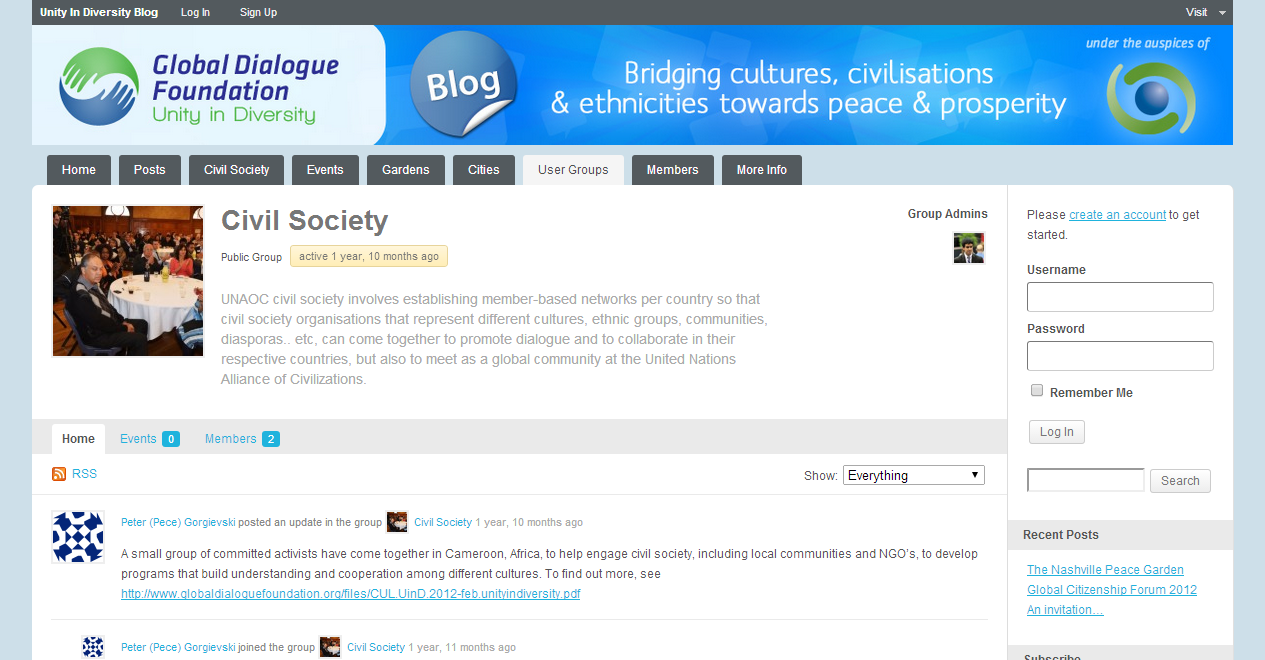 Unity In Diversity Blog Log In Sign Up Visit
Global Dialogue
Foundation
Unity in Diversity
Blog
Bridging cultures, civilisations
& ethnicities towards peace & prosperity
under the auspices of
Home Posts Civil Society Events Gardens Cities User Groups Members More Info
Civil Society
Public Group active 1 year, 10 months ago
UNAOC civil society involves establishing member-based networks per country so that
civil society organisations that represent different cultures, ethnic groups, communities,
diasporas.. etc, can come together to promote dialogue and to collaborate in their
respective countries, but also to meet as a global community at the United Nations
Alliance of Civilizations.
Group Admins
Home Events 0 Members 2
RSS
Show: Everything
Peter (Pece) Gorgievski posted an update in the group Civil Society 1 year, 10 months ago
A small group of committed activists have come together in Cameroon, Africa, to help engage civil society, including local communities and NGO's, to develop
programs that build understanding and cooperation among different cultures. To find out more, see
http://www.globaldialoguefoundation.org/files/CUL.UinD.2012-feb.unityindiversity.pdf
Peter (Pece) Gorgievski joined the group Civil Society 1 year, 11 months ago
Please create an account to get
started.
Username
Password
Remember Me
Log In
Search
Recent Posts
The Nashville Peace Garden
Global Citizenship Forum 2012
An invitation…
Subscribe